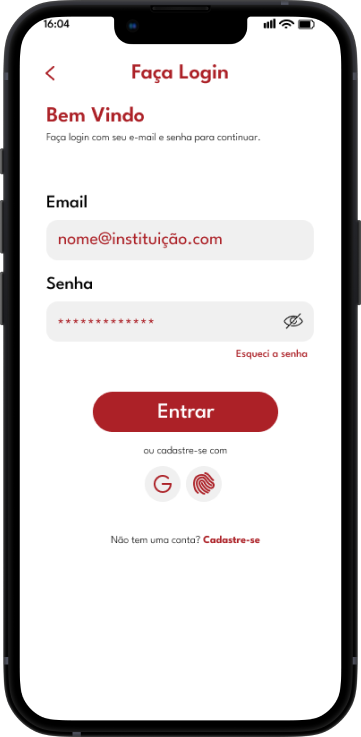 16:04
Faça Login
Bem Vindo
Faça login com seu e-mail e senha para continuar.
Email
nome@instituição.com
Senha
*************
Esqueci a senha
Entrar
ou cadastre-se com
G
Não tem uma conta? Cadastre-se